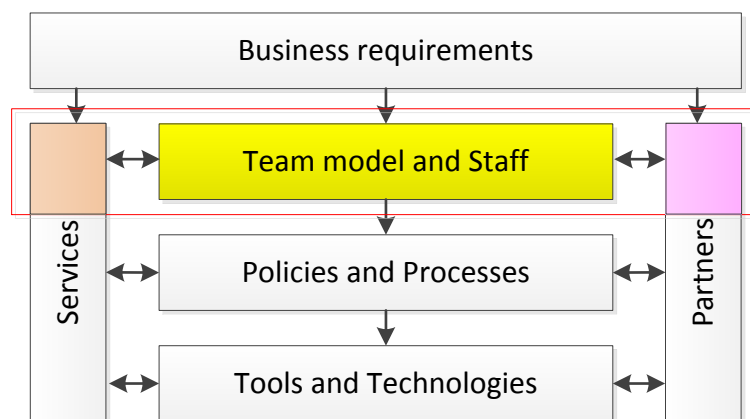 Business requirements
Team model and Staff
Services
Policies and Processes
Partners
Tools and Technologies